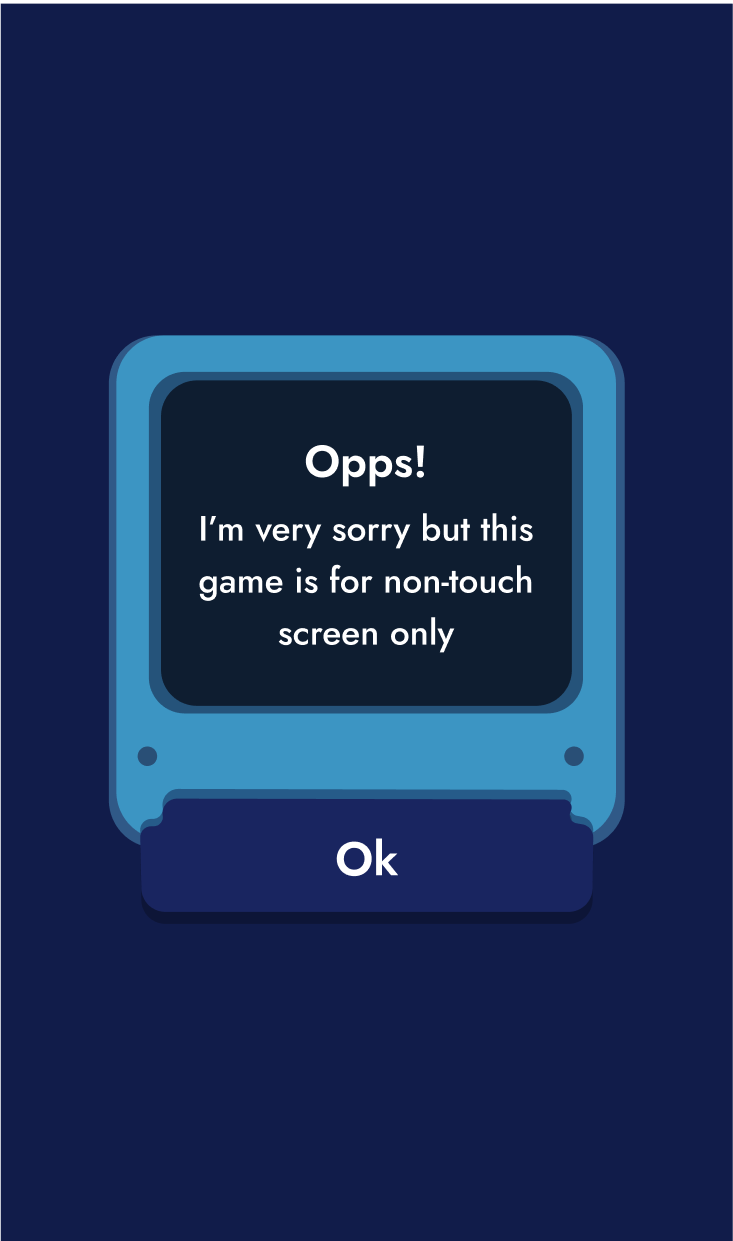 Opps!
I’m very sorry but this
game is for non-touch
screen only
Ok